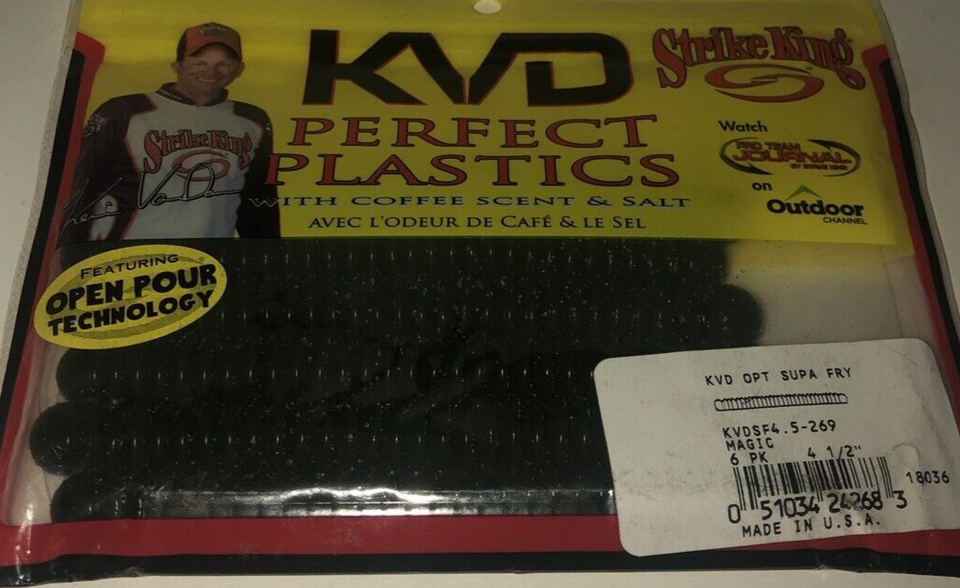 KVD
Strike King
PERFECT
PLASTICS
WITH COFFEE SCENT & SALT
AVEC L'ODEUR DE CAFÉ & LE SEL
Strike King
Watch
PRO TEAM
JOURNAL
on
Outdoor
CHANNEL
FEATURING
OPEN POUR
TECHNOLOGY
KVD OPT SUPA FRY
KVDSF4.5-269
MAGIC
6 PK 4 1/2"
18036
0 51034 24268 3
MADE IN U.S.A.